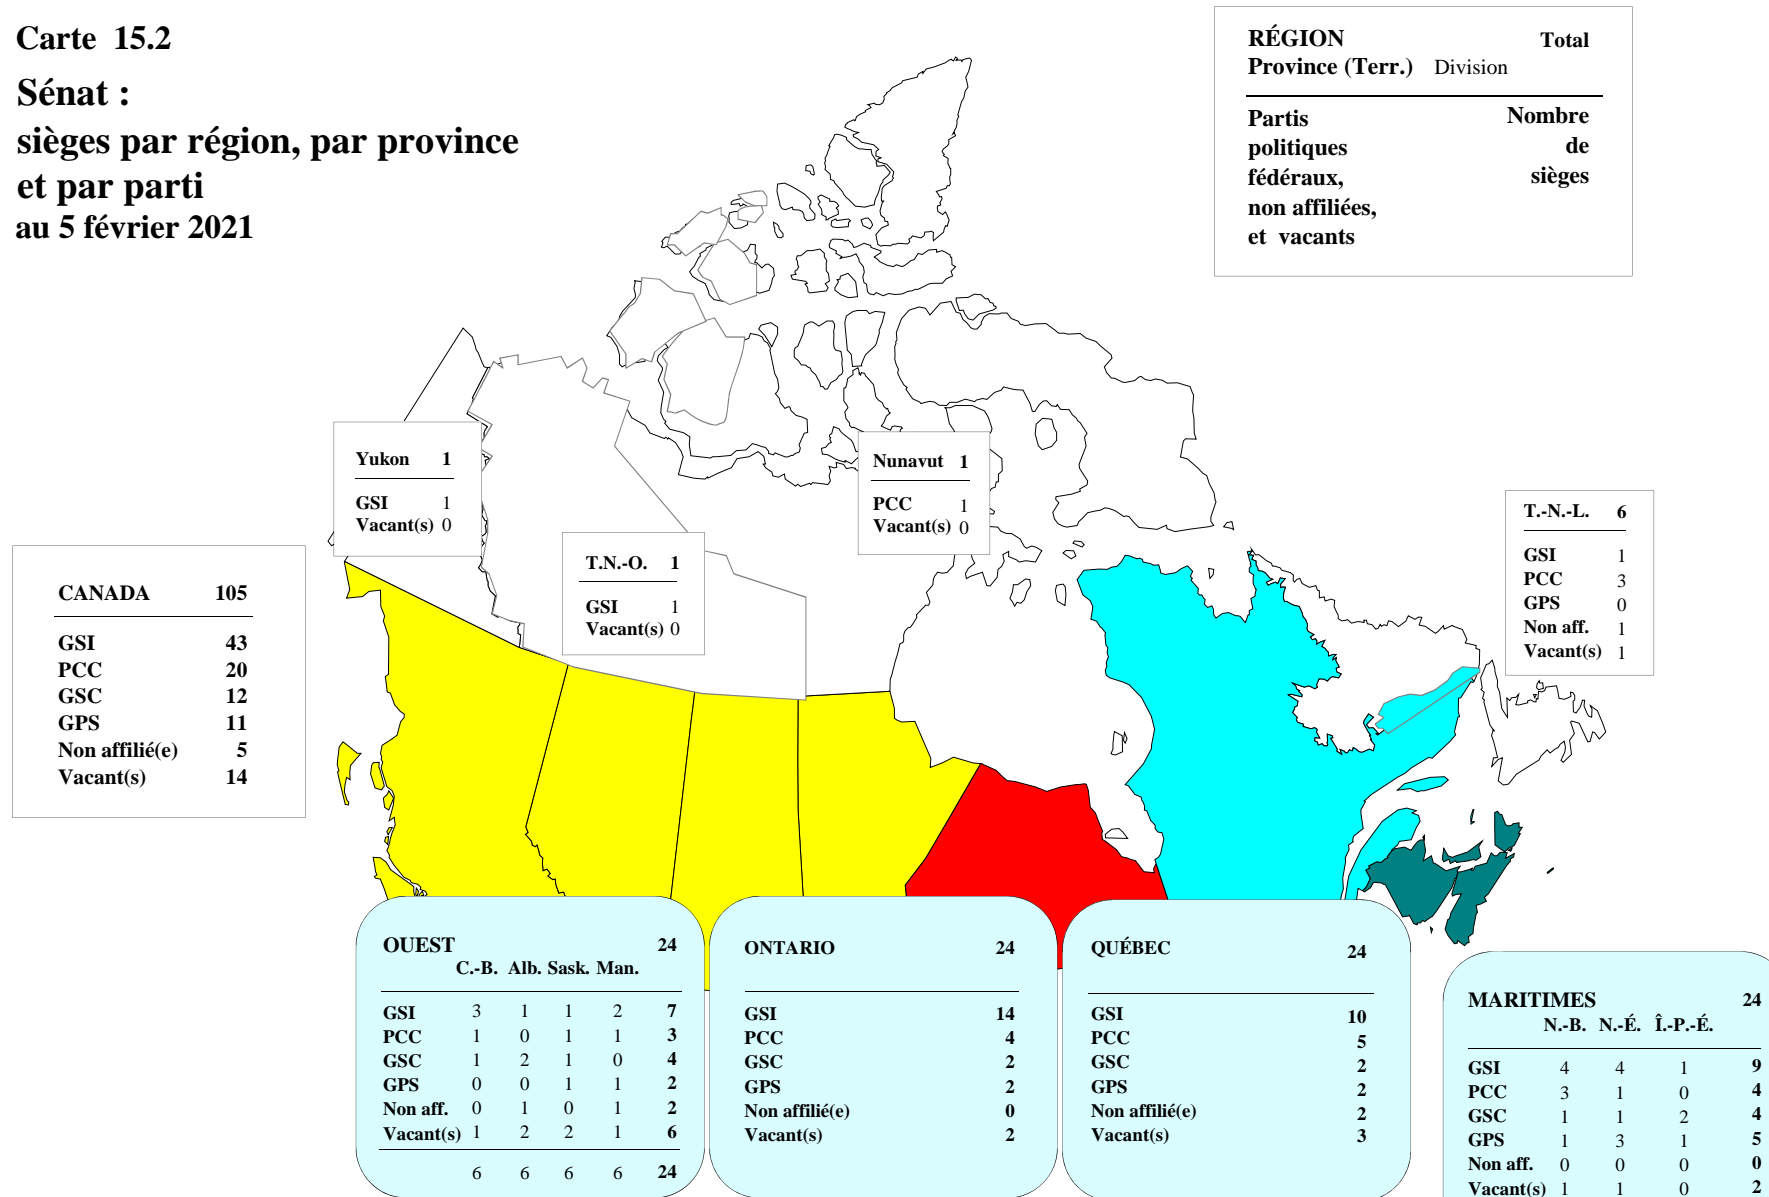 Carte 15.2
Sénat :
sièges par région, par province
et par parti
au 5 février 2021
RÉGION Total
Province (Terr.) Division
Partis Nombre
politiques de
fédéraux, sièges
non affiliées,
et vacants
Yukon 1
GSI 1
Vacant(s) 0
T.N.-O. 1
GSI 1
Vacant(s) 0
Nunavut 1
PCC 1
Vacant(s) 0
T.-N.-L. 6
GSI 1
PCC 3
GPS 0
Non aff. 1
Vacant(s) 1
CANADA 105
GSI 43
PCC 20
GSC 12
GPS 11
Non affilié(e) 5
Vacant(s) 14
OUEST 24
C.-B. Alb. Sask. Man.
GSI 3 1 1 2 7
PCC 1 0 1 1 3
GSC 1 2 1 0 4
GPS 0 0 1 1 2
Non aff. 0 1 0 1 2
Vacant(s) 1 2 2 1 6
6 6 6 6 24
ONTARIO 24
GSI 14
PCC 4
GSC 2
GPS 2
Non affilié(e) 0
Vacant(s) 2
QUÉBEC 24
GSI 10
PCC 5
GSC 2
GPS 2
Non affilié(e) 2
Vacant(s) 3
MARITIMES 24
N.-B. N.-É. Î.-P.-É.
GSI 4 4 1 9
PCC 3 1 0 4
GSC 1 1 2 4
GPS 1 3 1 5
Non aff. 0 0 0 0
Vacant(s) 1 1 0 2